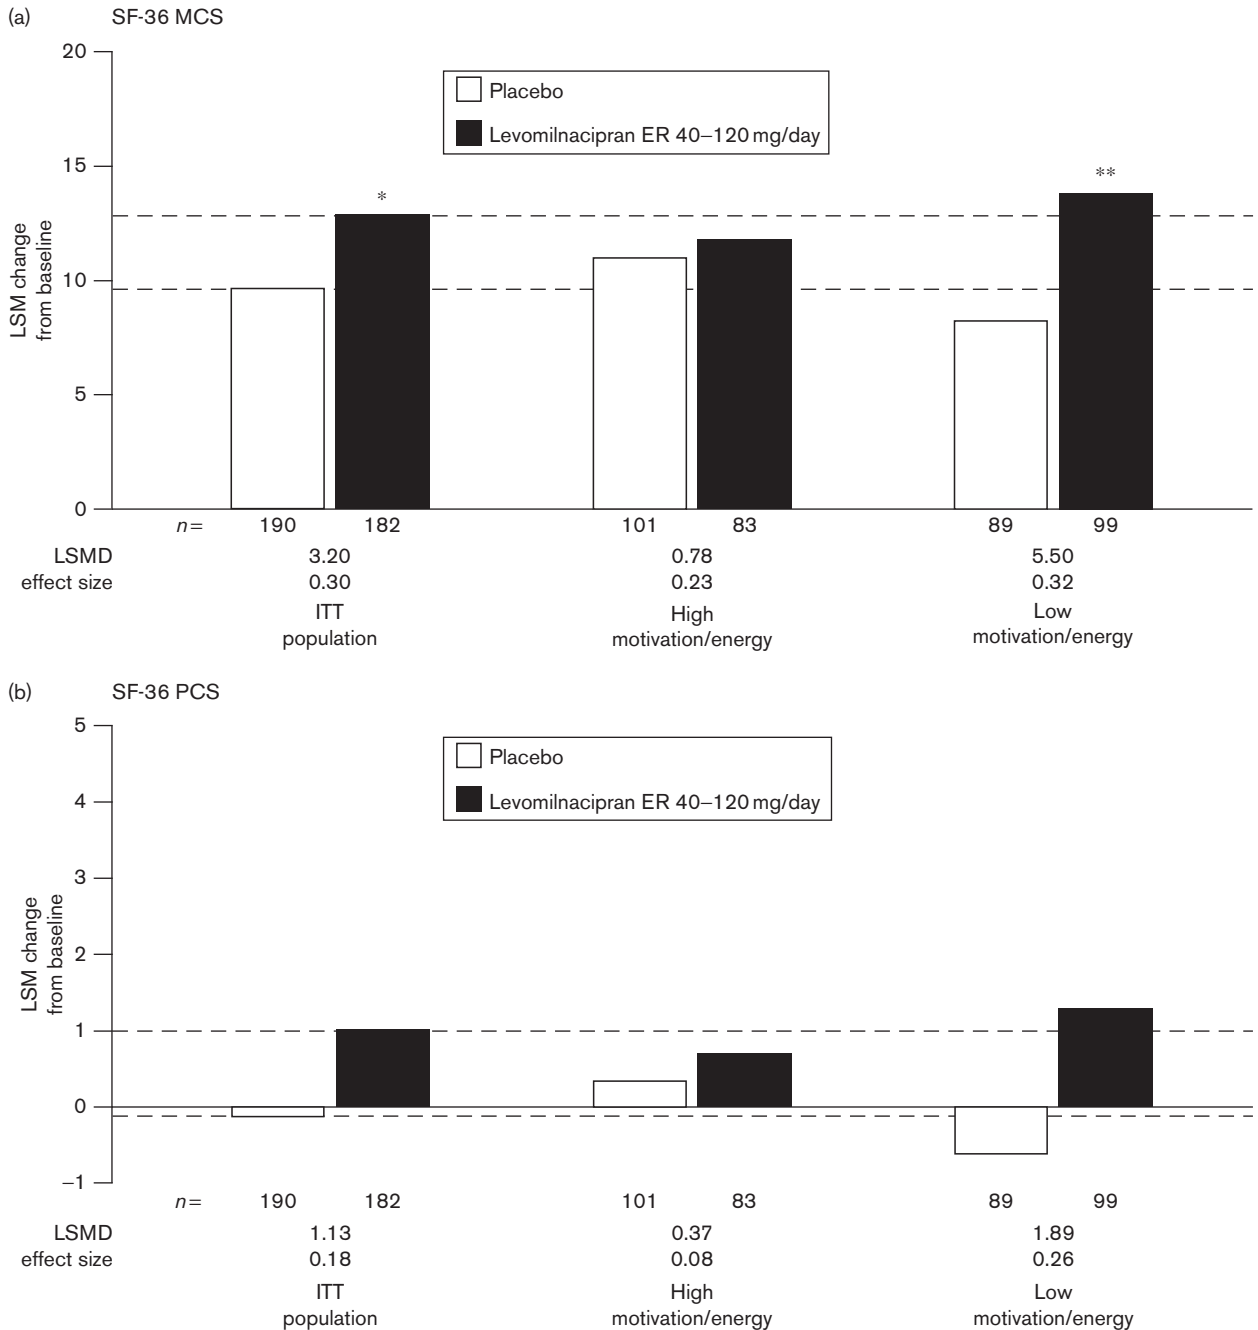 (a)
SF-36 MCS
20
15
10
5
0
LSM change
from baseline
Placebo
Levomilnacipran ER 40–120 mg/day
*
**
n= 190 182 101 83 89 99
LSMD 3.20 0.78 5.50
effect size 0.30 0.23 0.32
ITT High Low
population motivation/energy motivation/energy
(b)
SF-36 PCS
5
4
3
2
1
0
−1
LSM change
from baseline
Placebo
Levomilnacipran ER 40–120 mg/day
n= 190 182 101 83 89 99
LSMD 1.13 0.37 1.89
effect size 0.18 0.08 0.26
ITT High Low
population motivation/energy motivation/energy